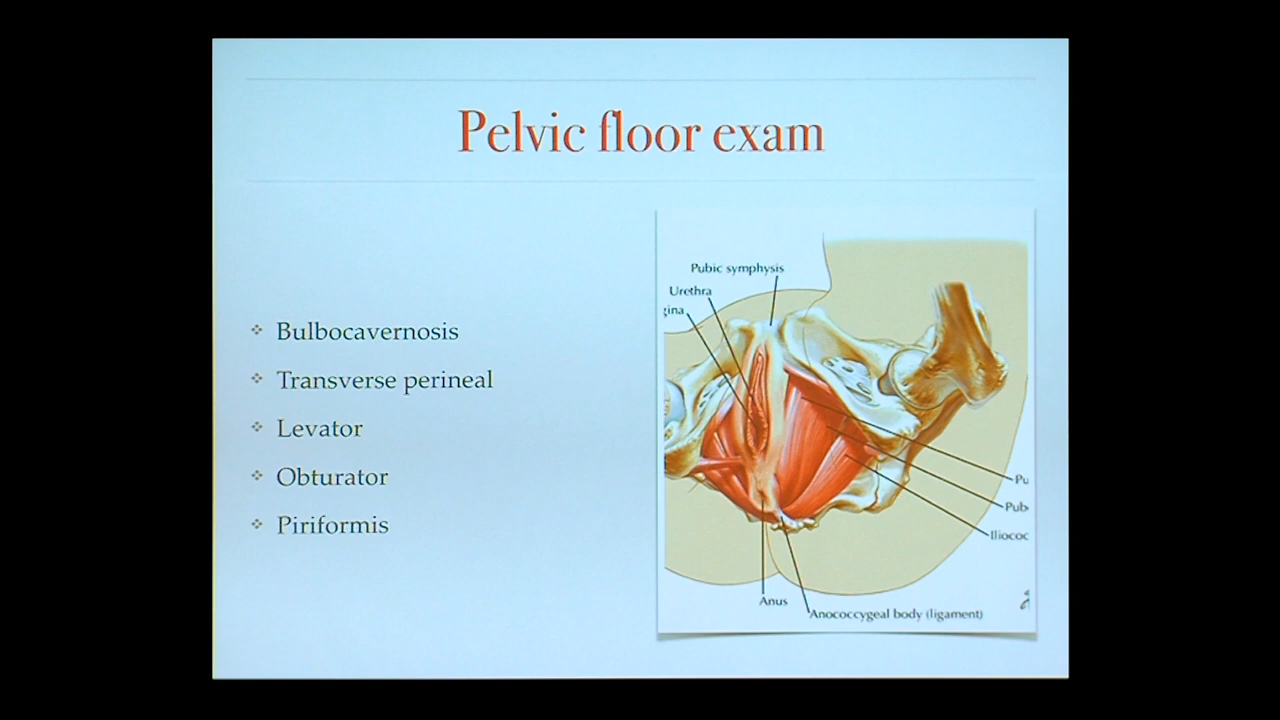 Pelvic floor exam
Bulbocavernosis
Transverse perineal
Levator
Obturator
Piriformis
Pubic symphysis
Urethra
gina
Pu
Pub
Iliococ
Anus
Anococcygeal body (ligament)